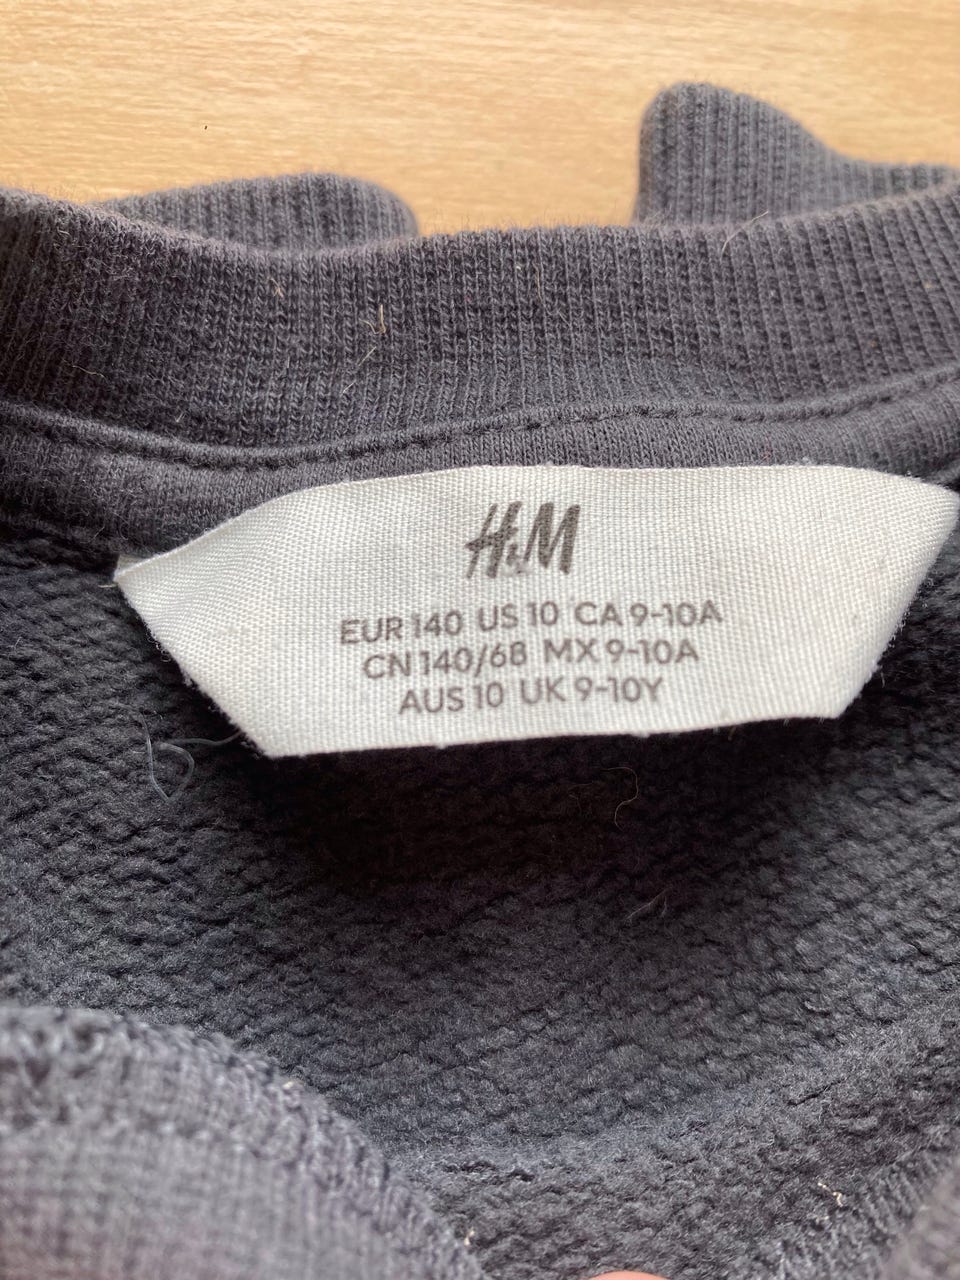 H&M
EUR 140 US 10 CA 9-10A
CN 140/68 MX 9-10A
AUS 10 UK 9-10Y